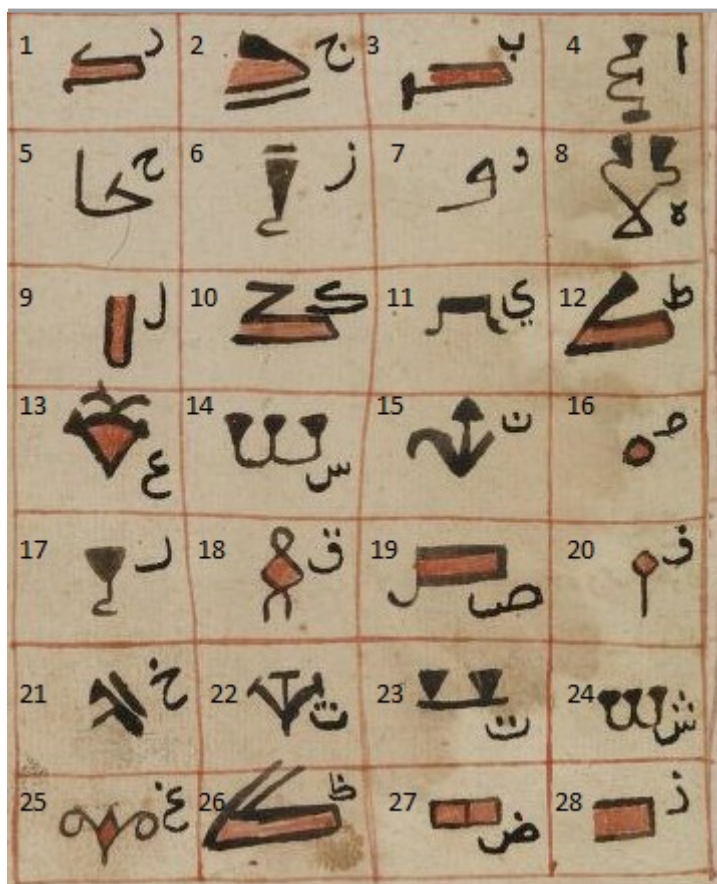 1 د 2 ج 3 ب 4 ا
5 ح 6 ز 7 و 8 ه
9 ل 10 ك 11 ي 12 ط
13 ع 14 س 15 ن 16 م
17 ر 18 ق 19 ص 20 ف
21 خ 22 ث 23 ت 24 ش
25 غ 26 ظ 27 ض 28 ذ